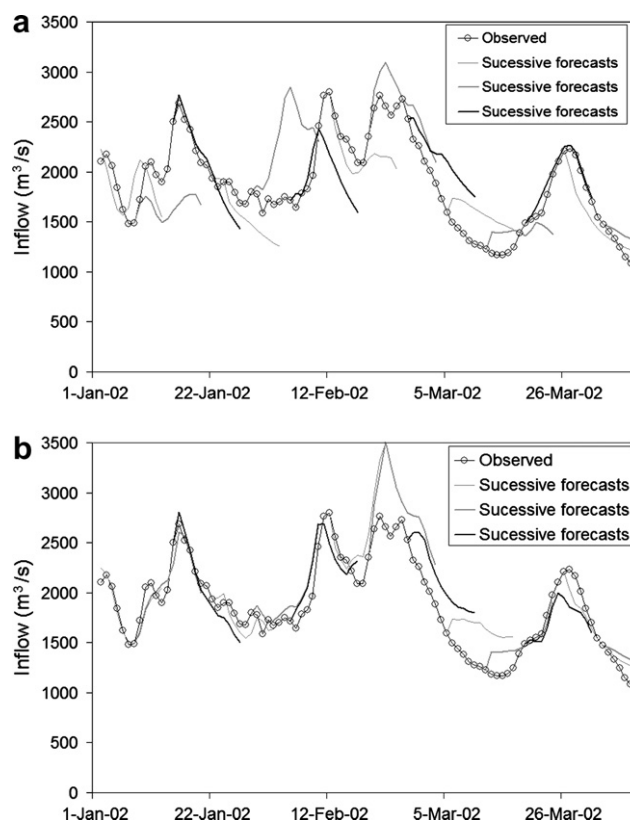 a
Observed
Sucessive forecasts
Sucessive forecasts
Sucessive forecasts
Inflow (m³/s)
3500
3000
2500
2000
1500
1000
500
0
1-Jan-02 22-Jan-02 12-Feb-02 5-Mar-02 26-Mar-02
b
Observed
Sucessive forecasts
Sucessive forecasts
Sucessive forecasts
Inflow (m³/s)
3500
3000
2500
2000
1500
1000
500
0
1-Jan-02 22-Jan-02 12-Feb-02 5-Mar-02 26-Mar-02